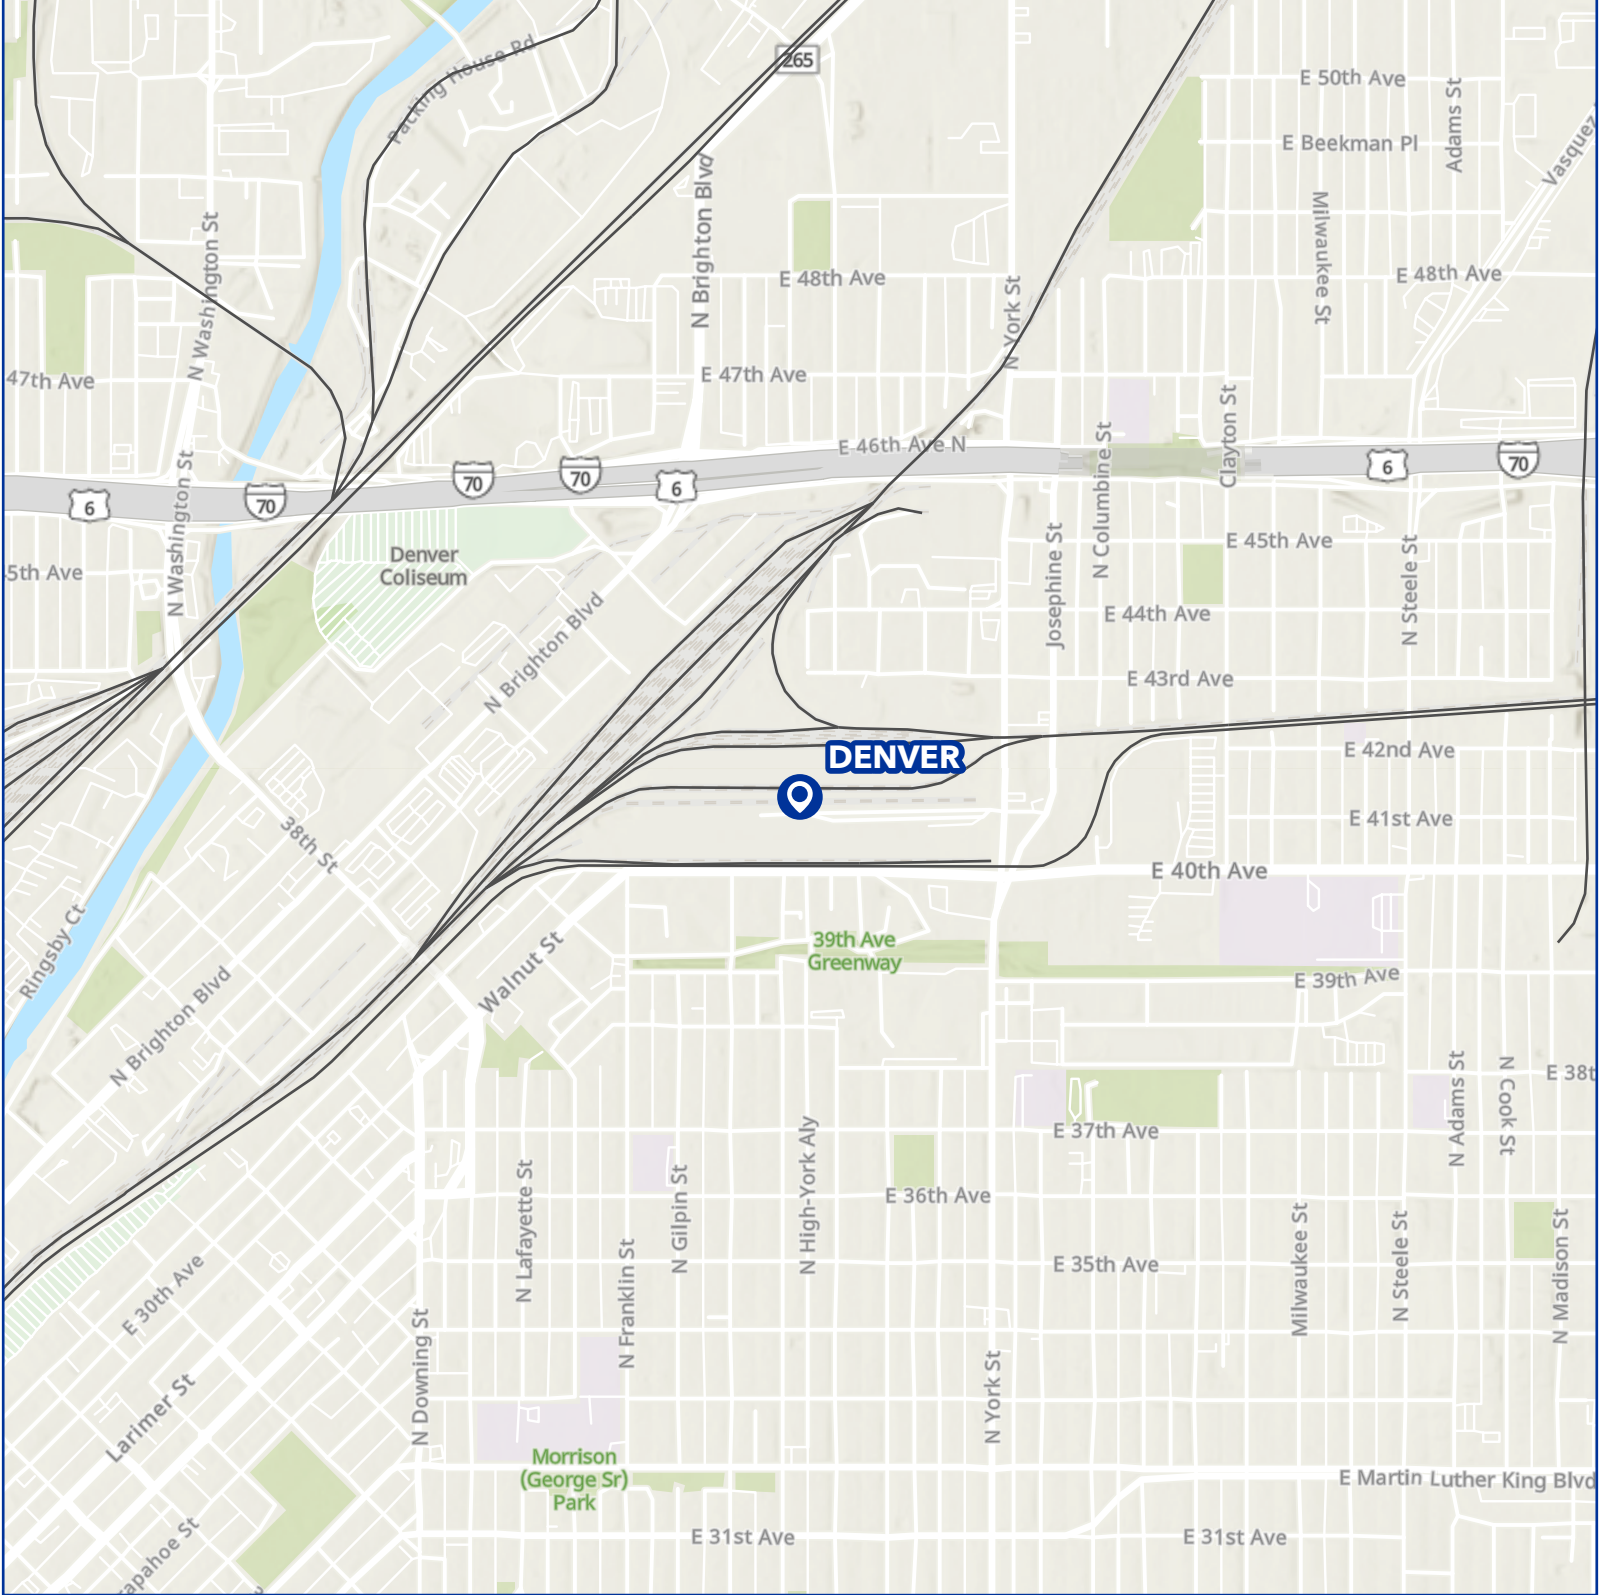 Packing House Rd
265
E 50th Ave
Adams St
E Beekman Pl
Vasquez
N Washington St
N Brighton Blvd
Milwaukee St
E 48th Ave
E 48th Ave
N York St
47th Ave
E 47th Ave
Clayton St
E 46th Ave N
N Columbine St
6
70
70
70
6
6
70
N Washington St
Denver
Coliseum
E 45th Ave
5th Ave
Josephine St
N Steele St
E 44th Ave
N Brighton Blvd
E 43rd Ave
DENVER
E 42nd Ave
E 41st Ave
38th St
E 40th Ave
Ringsby Ct
Walnut St
39th Ave
Greenway
E 39th Ave
N Brighton Blvd
N Adams St
N Cook St
E 38t
E 37th Ave
N High-York Aly
N Lafayette St
N Gilpin St
E 36th Ave
Milwaukee St
N Steele St
N Madison St
E 35th Ave
E 30th Ave
N Franklin St
N Downing St
N York St
Larimer St
Morrison
(George Sr)
Park
E Martin Luther King Blvd
E 31st Ave
E 31st Ave
rapahoe St